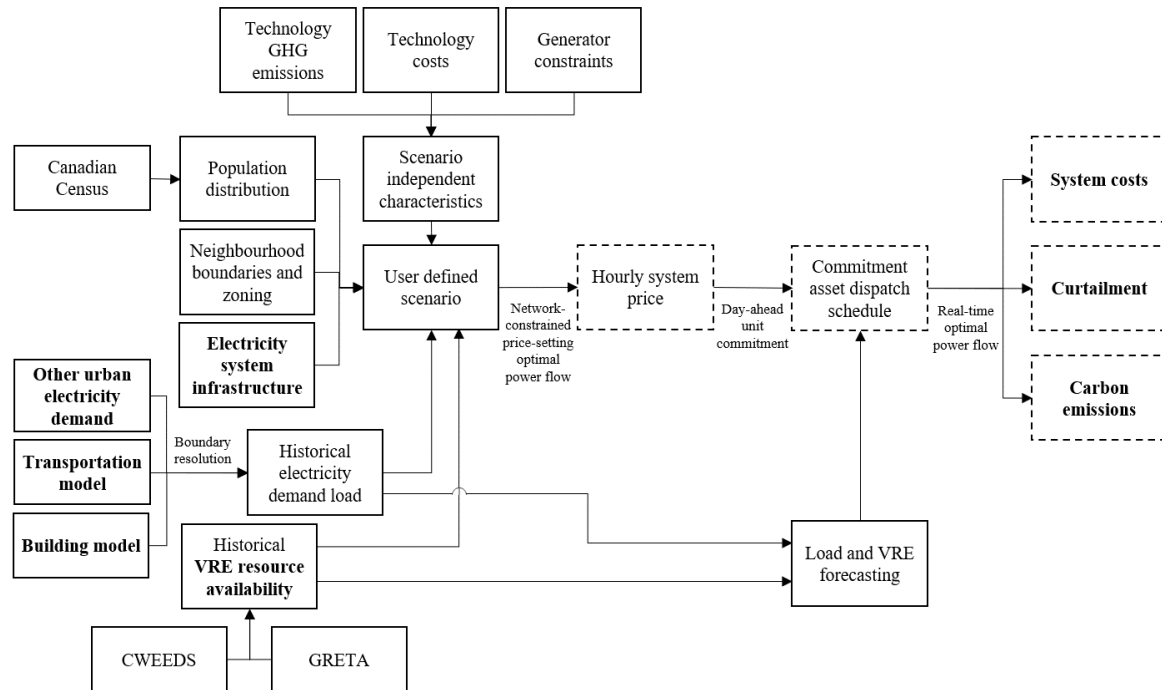 Technology
GHG
emissions
Technology
costs
Generator
constraints
Canadian
Census
Population
distribution
Scenario
independent
characteristics
System costs
Neighbourhood
boundaries and
zoning
User defined
scenario
Hourly system
price
Commitment
asset dispatch
schedule
Curtailment
Network-
constrained
price-setting
optimal
power flow
Day-ahead
unit
commitment
Real-time
optimal
power flow
Electricity
system
infrastructure
Carbon
emissions
Other urban
electricity
demand
Transportation
model
Building model
Boundary
resolution
Historical
electricity
demand load
Historical
VRE resource
availability
Load and VRE
forecasting
CWEEDS
GRETA